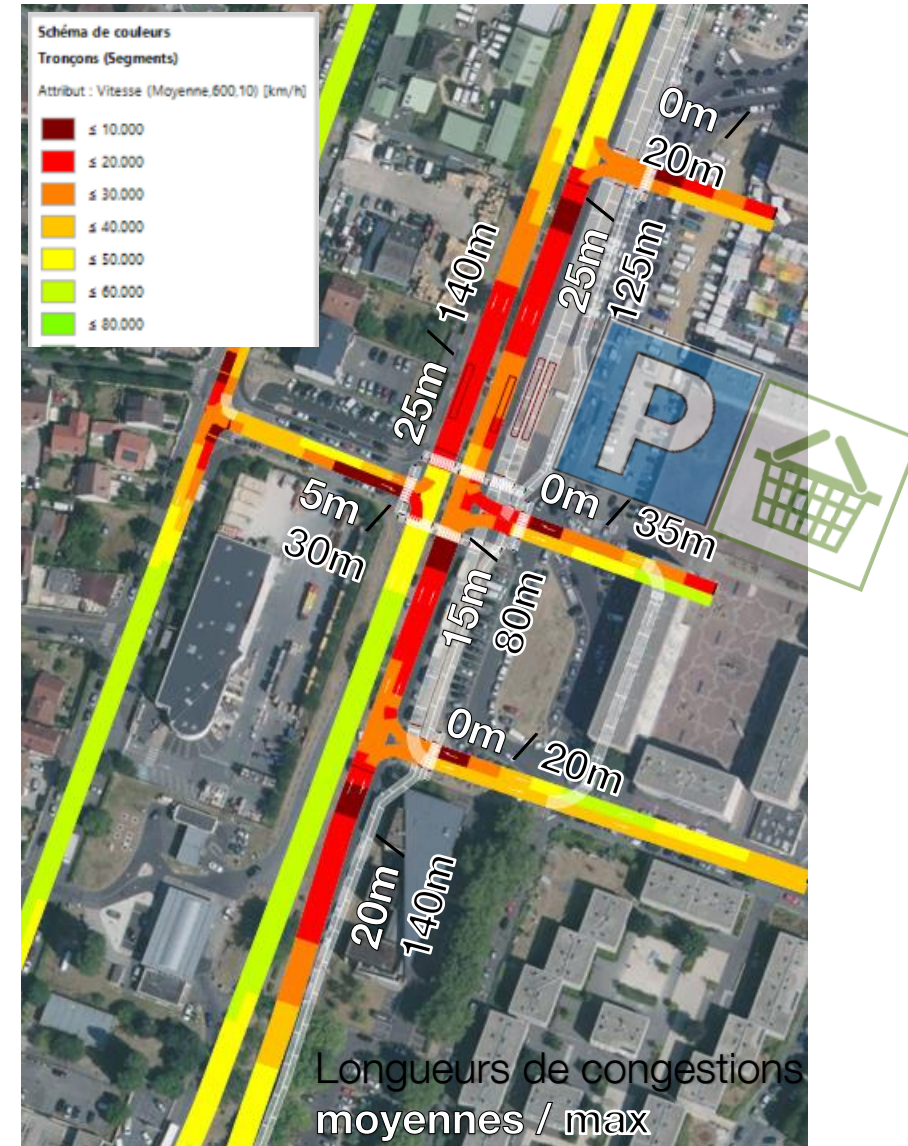 Schéma de couleurs
Tronçons (Segments)
Attribut : Vitesse (Moyenne,600,10) [km/h]
≤ 10.000
≤ 20.000
≤ 30.000
≤ 40.000
≤ 50.000
≤ 60.000
≤ 80.000
0m / 20m
25m / 140m
25m / 125m
P
5m / 30m
0m / 35m
15m / 80m
0m / 20m
20m / 140m
Longueurs de congestions
moyennes / max